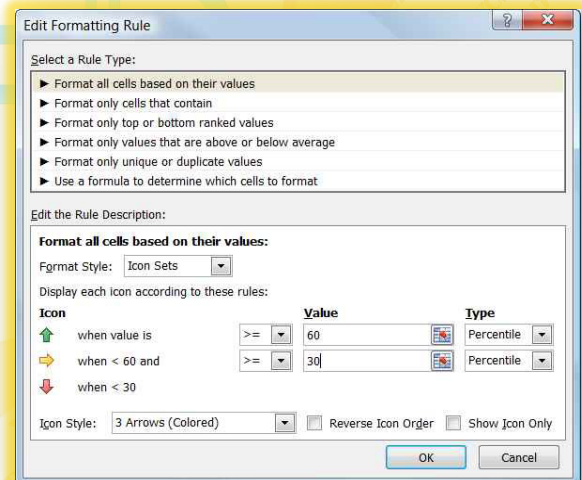 Edit Formatting Rule
Select a Rule Type:
► Format all cells based on their values
► Format only cells that contain
► Format only top or bottom ranked values
► Format only values that are above or below average
► Format only unique or duplicate values
► Use a formula to determine which cells to format
Edit the Rule Description:
Format all cells based on their values:
Format Style: Icon Sets
Display each icon according to these rules:
Icon Value Type
when value is >= 60 Percentile
when < 60 and >= 30 Percentile
when < 30
Icon Style: 3 Arrows (Colored) Reverse Icon Order Show Icon Only
OK Cancel